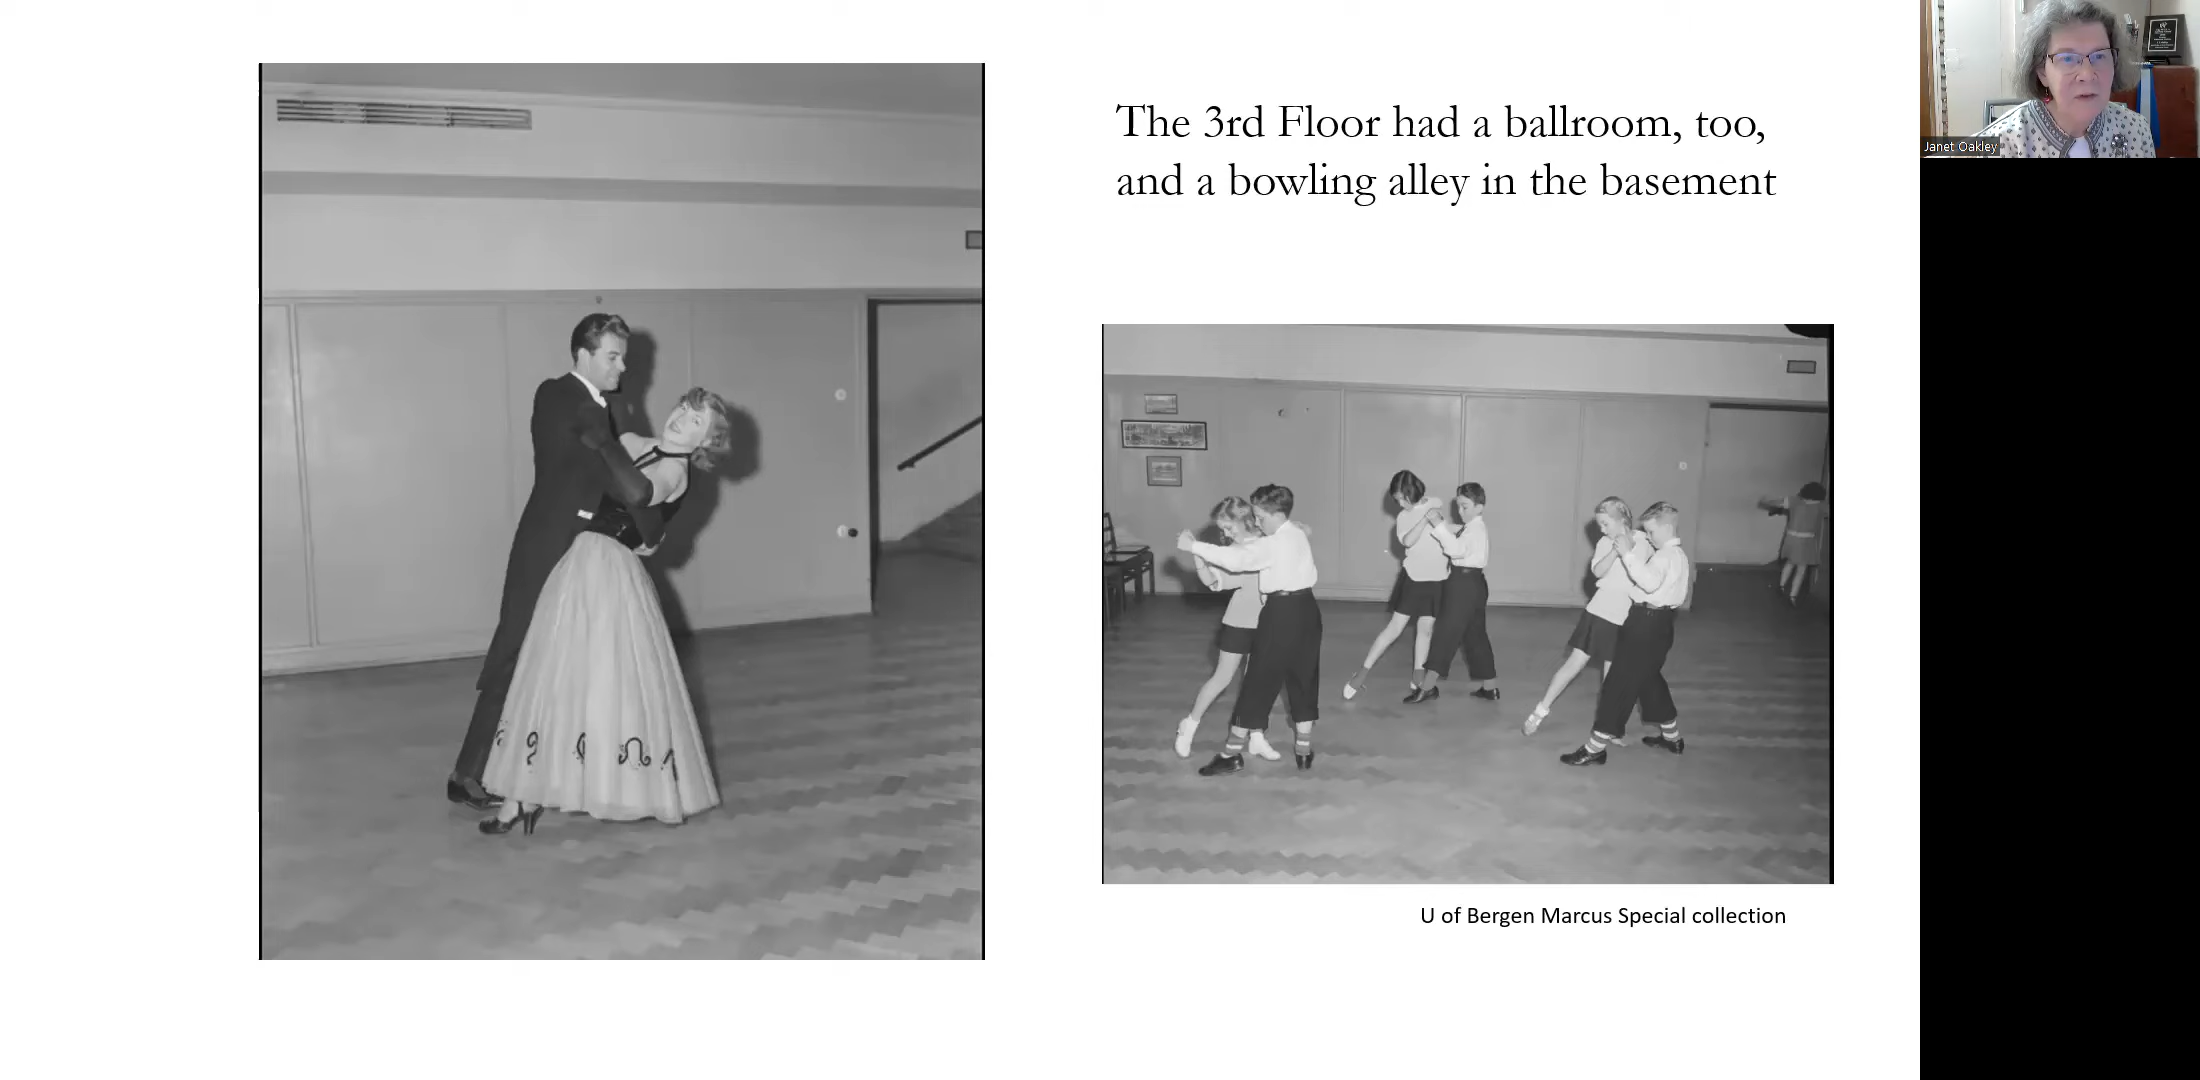 The 3rd Floor had a ballroom, too,
and a bowling alley in the basement
U of Bergen Marcus Special collection
Janet Oakley